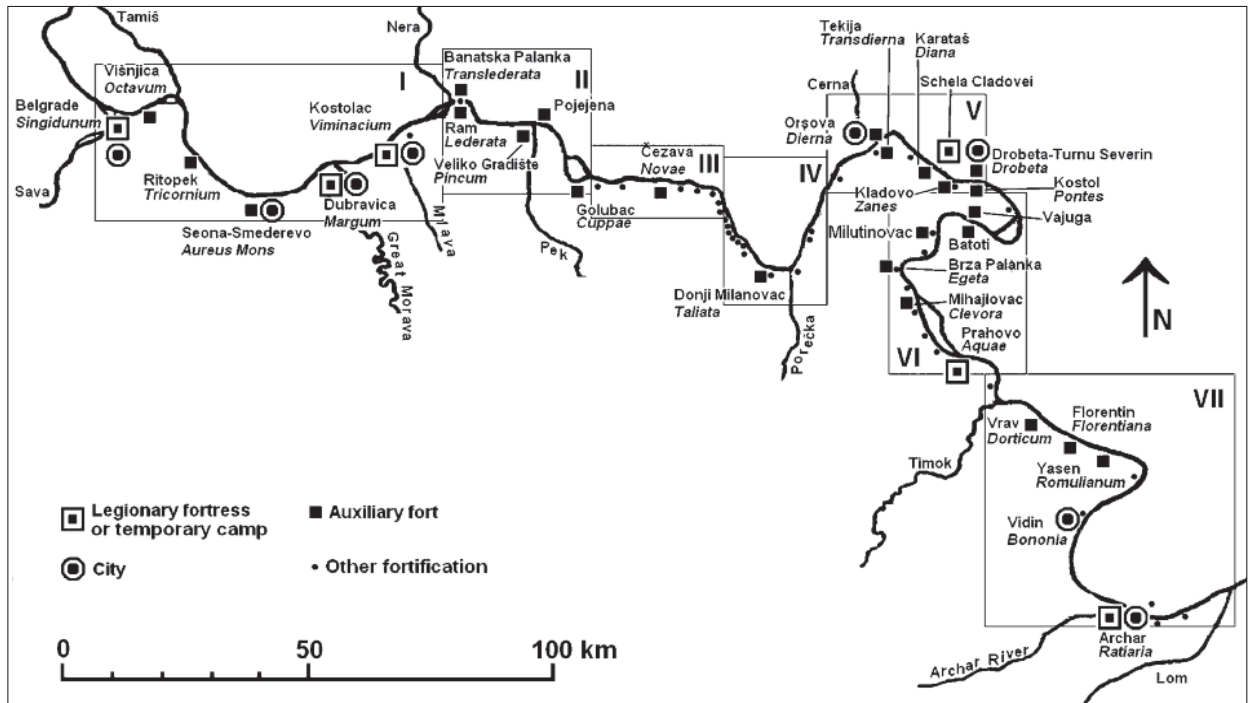 Tamiš
Nera
Višnjica
Octavum
Belgrade
Singidunum
Sava
Ritopek
Tricornium
Seona-Smederevo
Aureus Mons
I
Kostolac
Viminacium
Dubravica
Margum
Great Morava
Mlava
Banatska Palanka
Translederata
II
Ram
Lederata
Pojejena
Veliko Gradište
Pincum
Pek
Golubac
Cuppae
Čezava
Novae
III
Donji Milanovac
Taliata
Porečka
IV
Tekija
Transdierna
Karataš
Diana
Schela Cladovei
Cerna
V
Orșova
Dierna
Drobeta-Turnu Severin
Drobeta
Kladovo
Zanes
Kostol
Pontes
Vajuga
Milutinovac
Batoti
Brza Palanka
Egeta
Mihajlovac
Clevora
Prahovo
Aquae
VI
N
VII
Vrav
Dorticum
Florentin
Florentiana
Yasen
Romulianum
Timok
Vidin
Bononia
Archar
Ratiaria
Archar River
Lom
Legionary fortress
or temporary camp
Auxiliary fort
City
Other fortification
0 50 100 km